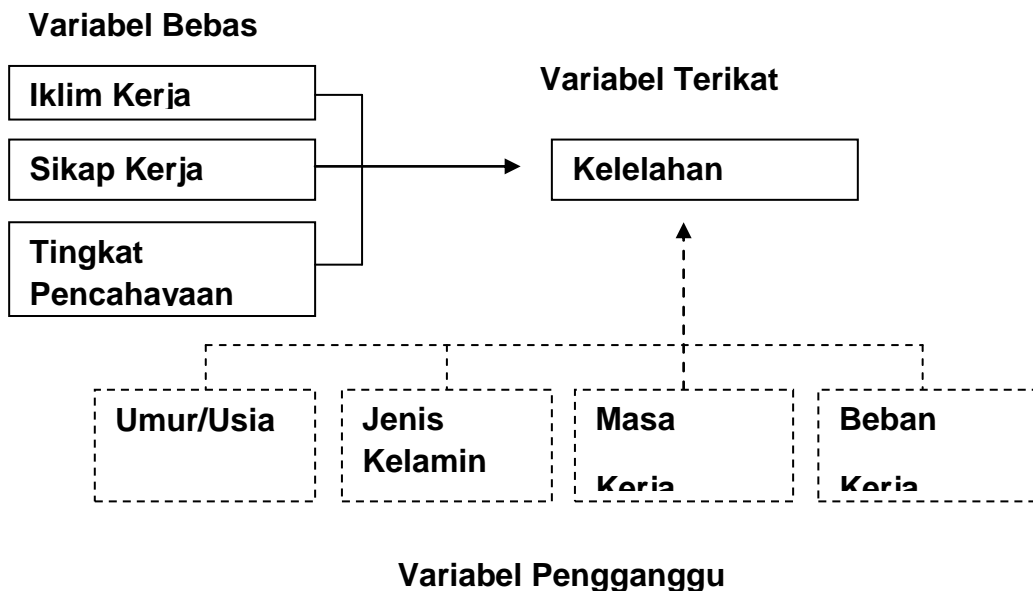 Variabel Bebas
Iklim Kerja
Variabel Terikat
Sikap Kerja
Kelelahan
Tingkat
Pencahayaan
Umur/Usia
Jenis
Kelamin
Masa
Kerja
Beban
Kerja
Variabel Pengganggu